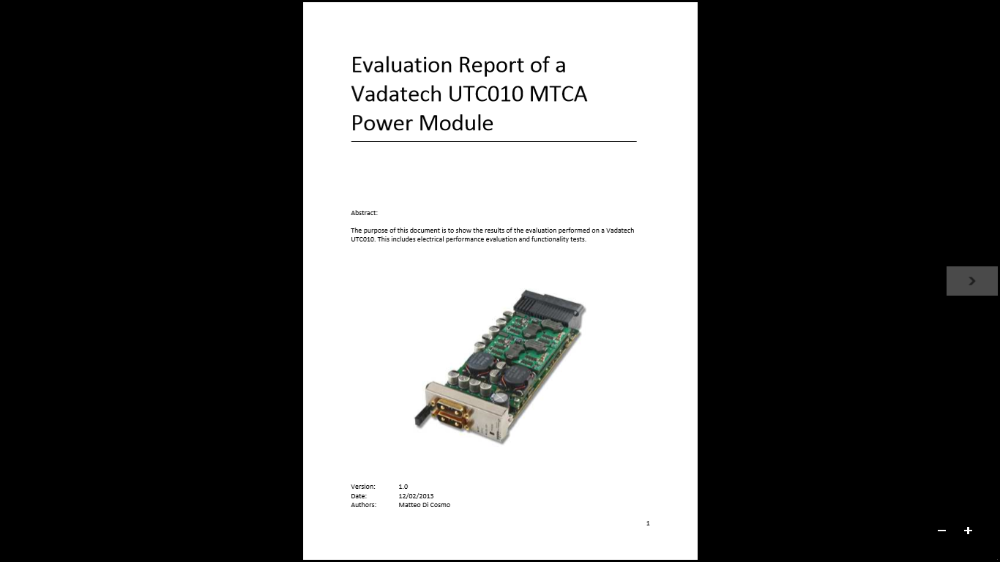 Evaluation Report of a
Vadatech UTC010 MTCA
Power Module
Abstract:
The purpose of this document is to show the results of the evaluation performed on a Vadatech
UTC010. This includes electrical performance evaluation and functionality tests.
Version: 1.0
Date: 12/02/2013
Authors: Matteo Di Cosmo
1